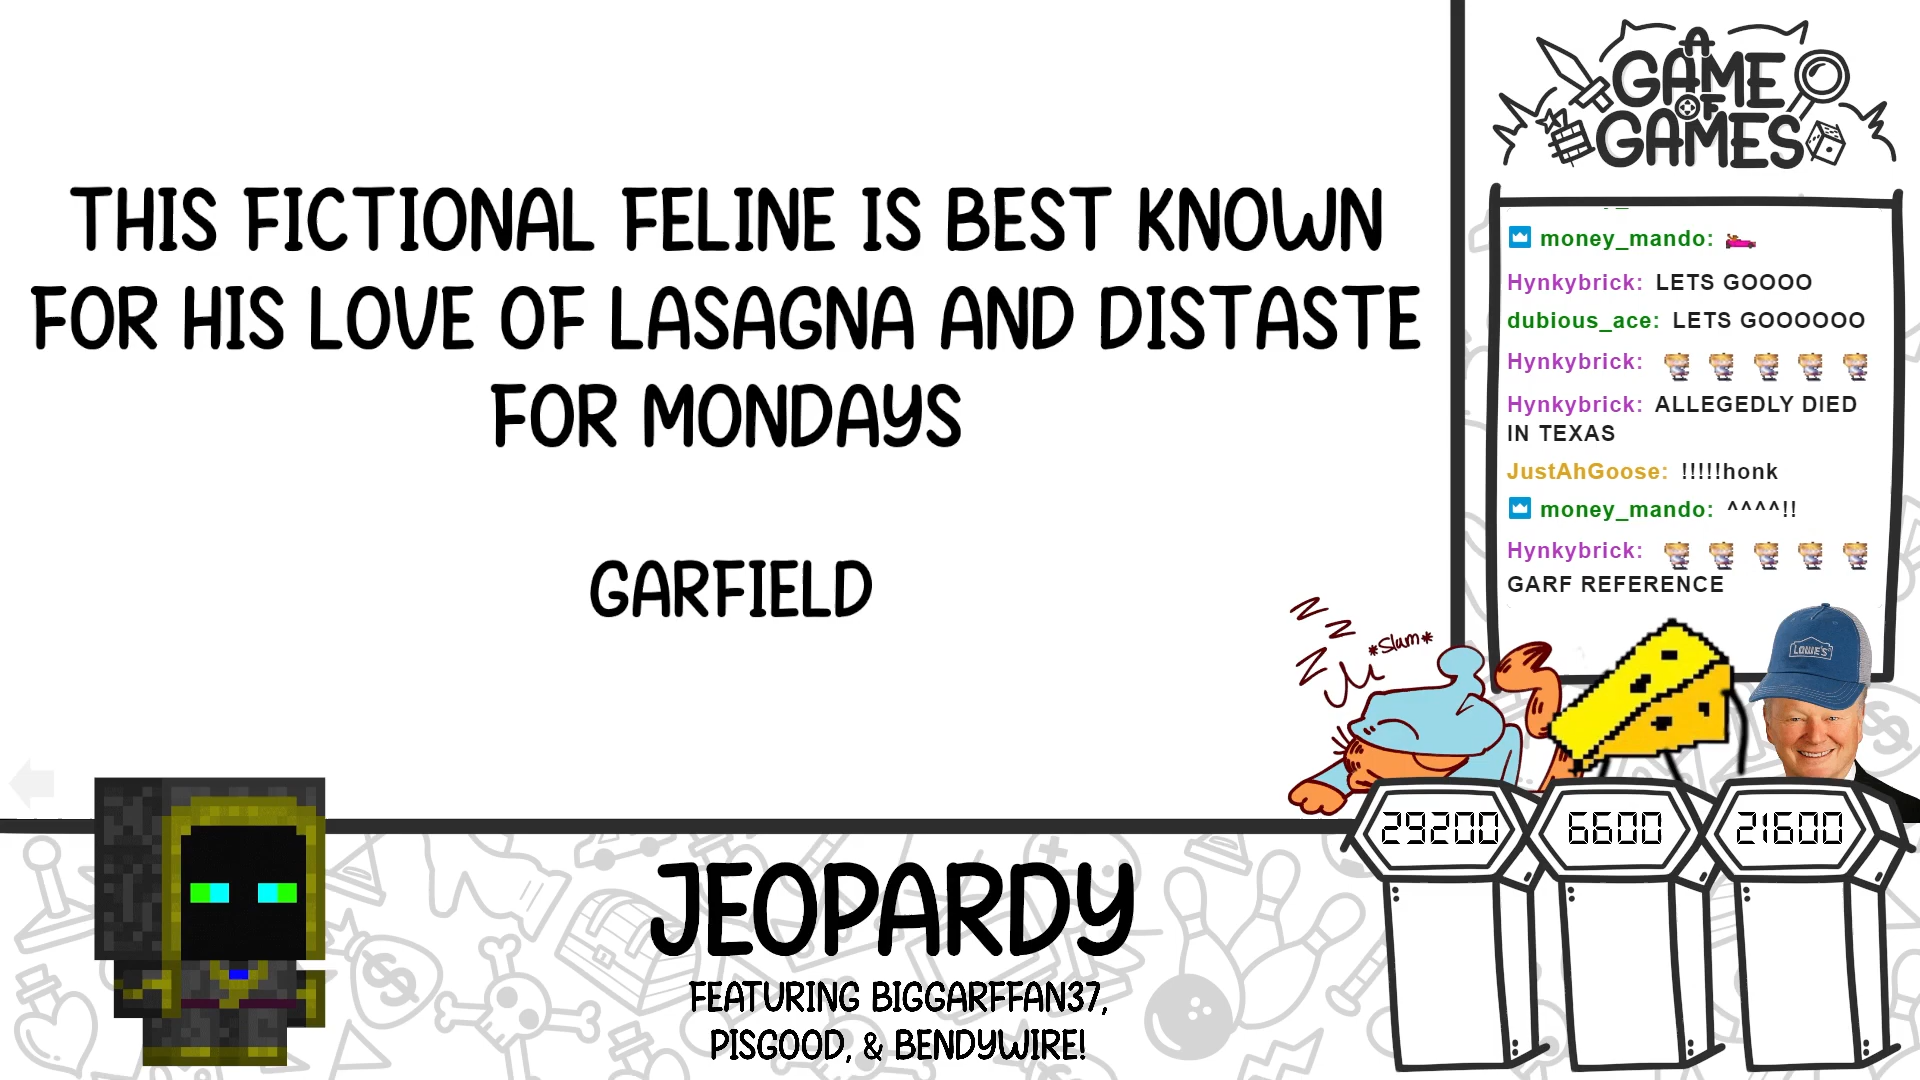 THIS FICTIONAL FELINE IS BEST KNOWN
FOR HIS LOVE OF LASAGNA AND DISTASTE
FOR MONDAYS
GARFIELD
A
GAME
OF
GAMES
money_mando:
Hynkybrick: LETS GOOOO
dubious_ace: LETS GOOOOOO
Hynkybrick:
Hynkybrick: ALLEGEDLY DIED
IN TEXAS
JustAhGoose: !!!!!honk
money_mando: ^^^^!!
Hynkybrick:
GARF REFERENCE
Z
Z
Z
*Slum*
LOWE'S
29200
6600
21600
JEOPARDY
FEATURING BIGGARFFAN37,
PISGOOD, & BENDYWIRE!